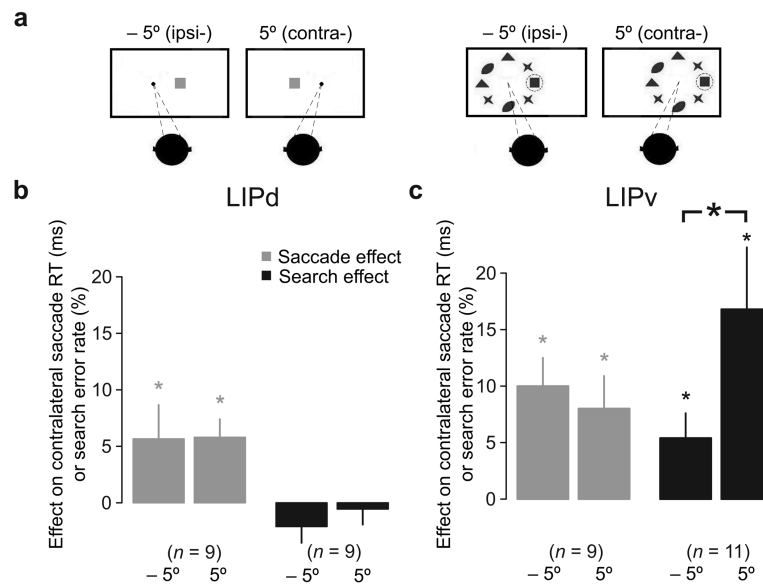 a
– 5º (ipsi-)
5º (contra-)
– 5º (ipsi-)
5º (contra-)
b
LIPd
Effect on contralateral saccade RT (ms)
or search error rate (%)
Saccade effect
Search effect
20
15
10
5
0
*
*
(n = 9)
(n = 9)
– 5º
5º
– 5º
5º
c
LIPv
Effect on contralateral saccade RT (ms)
or search error rate (%)
20
15
10
5
0
*
*
*
*
*
(n = 9)
(n = 11)
– 5º
5º
– 5º
5º